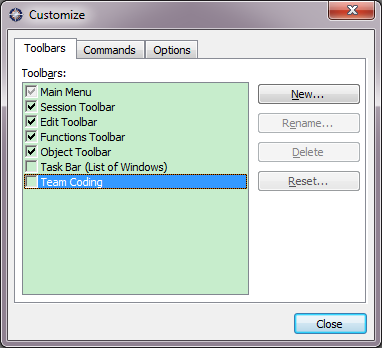 Customize
Toolbars
Commands
Options
Toolbars:
Main Menu
Session Toolbar
Edit Toolbar
Functions Toolbar
Object Toolbar
Task Bar (List of Windows)
Team Coding
New...
Rename...
Delete
Reset...
Close